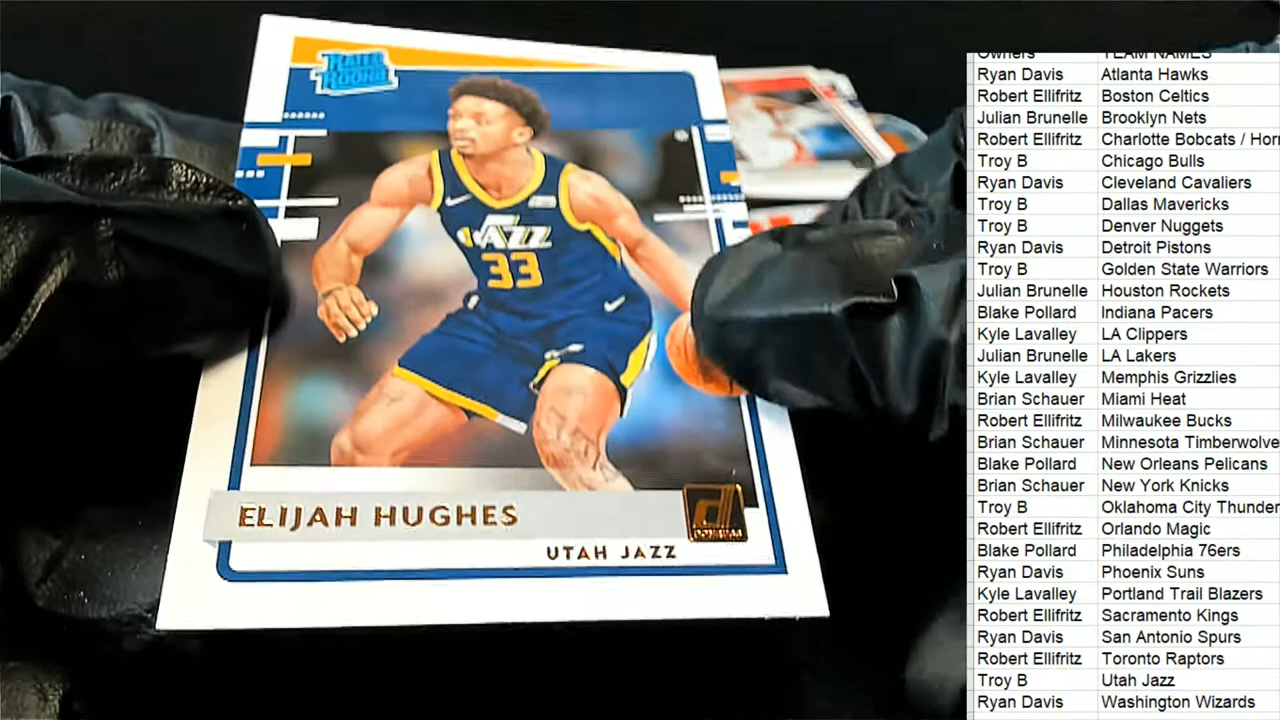 RATED
ROOKIE
JAZZ
33
ELIJAH HUGHES
DONRUSS
UTAH JAZZ
Owners TEAM NAMES
Ryan Davis Atlanta Hawks
Robert Ellifritz Boston Celtics
Julian Brunelle Brooklyn Nets
Robert Ellifritz Charlotte Bobcats / Horn
Troy B Chicago Bulls
Ryan Davis Cleveland Cavaliers
Troy B Dallas Mavericks
Troy B Denver Nuggets
Ryan Davis Detroit Pistons
Troy B Golden State Warriors
Julian Brunelle Houston Rockets
Blake Pollard Indiana Pacers
Kyle Lavalley LA Clippers
Julian Brunelle LA Lakers
Kyle Lavalley Memphis Grizzlies
Brian Schauer Miami Heat
Robert Ellifritz Milwaukee Bucks
Brian Schauer Minnesota Timberwolve
Blake Pollard New Orleans Pelicans
Brian Schauer New York Knicks
Troy B Oklahoma City Thunder
Robert Ellifritz Orlando Magic
Blake Pollard Philadelphia 76ers
Ryan Davis Phoenix Suns
Kyle Lavalley Portland Trail Blazers
Robert Ellifritz Sacramento Kings
Ryan Davis San Antonio Spurs
Robert Ellifritz Toronto Raptors
Troy B Utah Jazz
Ryan Davis Washington Wizards